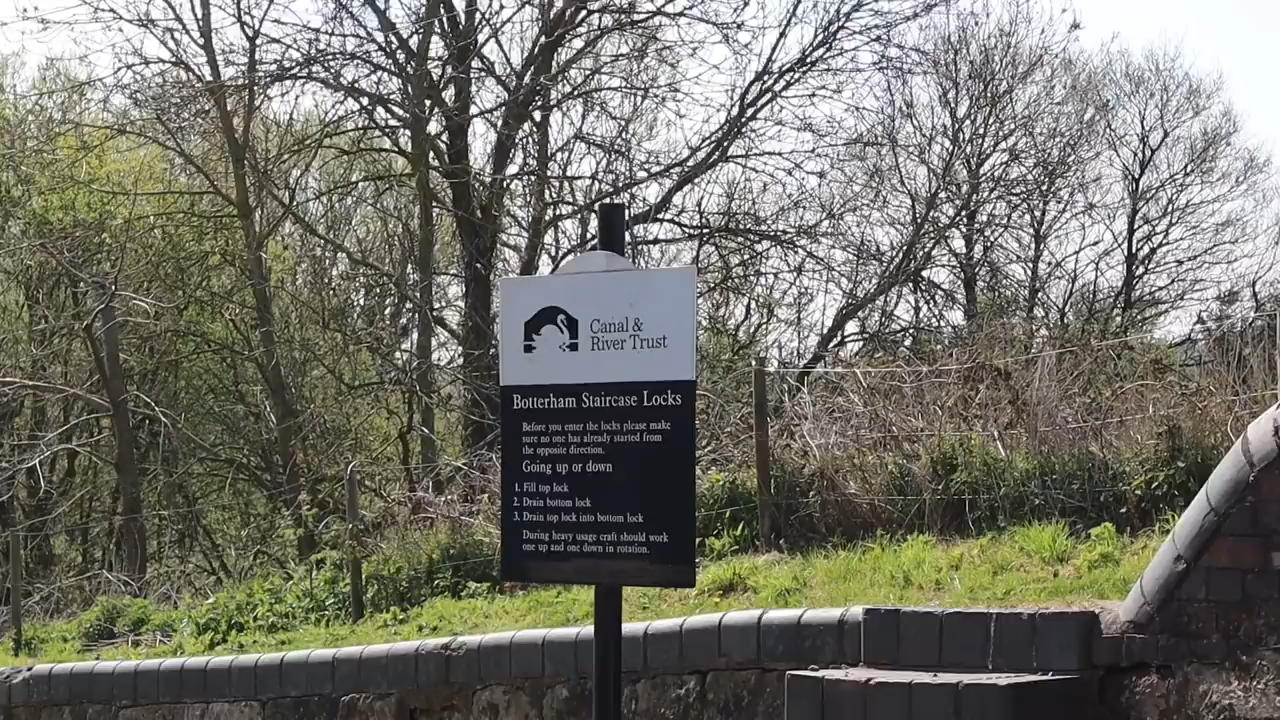 Canal &
River Trust
Botterham Staircase Locks
Before you enter the locks please make
sure no one has already started from
the opposite direction.
Going up or down
1. Fill top lock
2. Drain bottom lock
3. Drain top lock into bottom lock
During heavy usage craft should work
one up and one down in rotation.